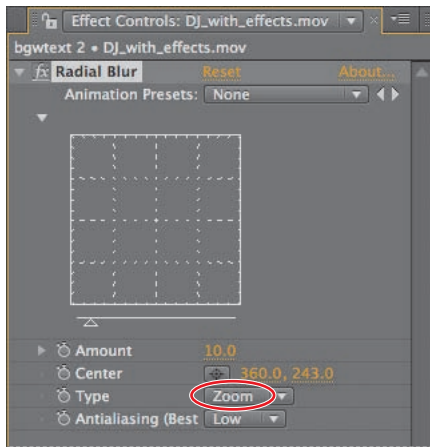 Effect Controls: DJ_with_effects.mov
bgwtext 2 • DJ_with_effects.mov
fx Radial Blur Reset About...
Animation Presets: None
Amount 10.0
Center 360.0, 243.0
Type Zoom
Antialiasing (Best Low